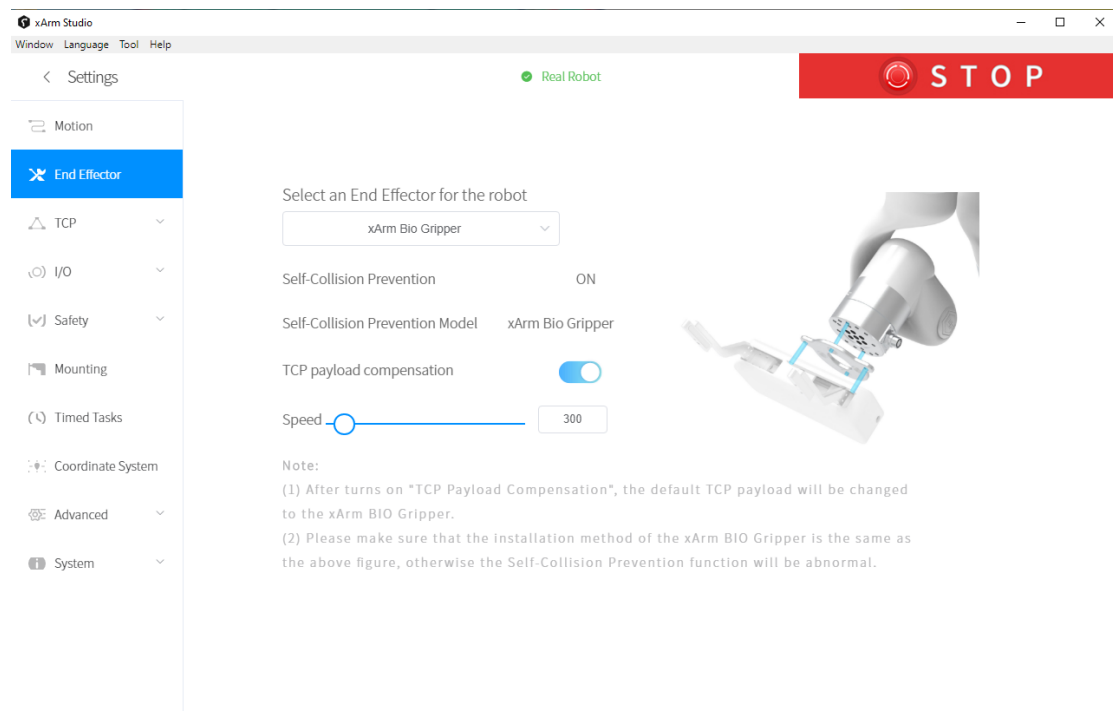 xArm Studio
Window Language Tool Help
Settings
Real Robot
STOP
Motion
End Effector
TCP
I/O
Safety
Mounting
Timed Tasks
Coordinate System
Advanced
System
Select an End Effector for the robot
xArm Bio Gripper
Self-Collision Prevention ON
Self-Collision Prevention Model xArm Bio Gripper
TCP payload compensation
Speed 300
Note:
(1) After turns on "TCP Payload Compensation", the default TCP payload will be changed
to the xArm BIO Gripper.
(2) Please make sure that the installation method of the xArm BIO Gripper is the same as
the above figure, otherwise the Self-Collision Prevention function will be abnormal.